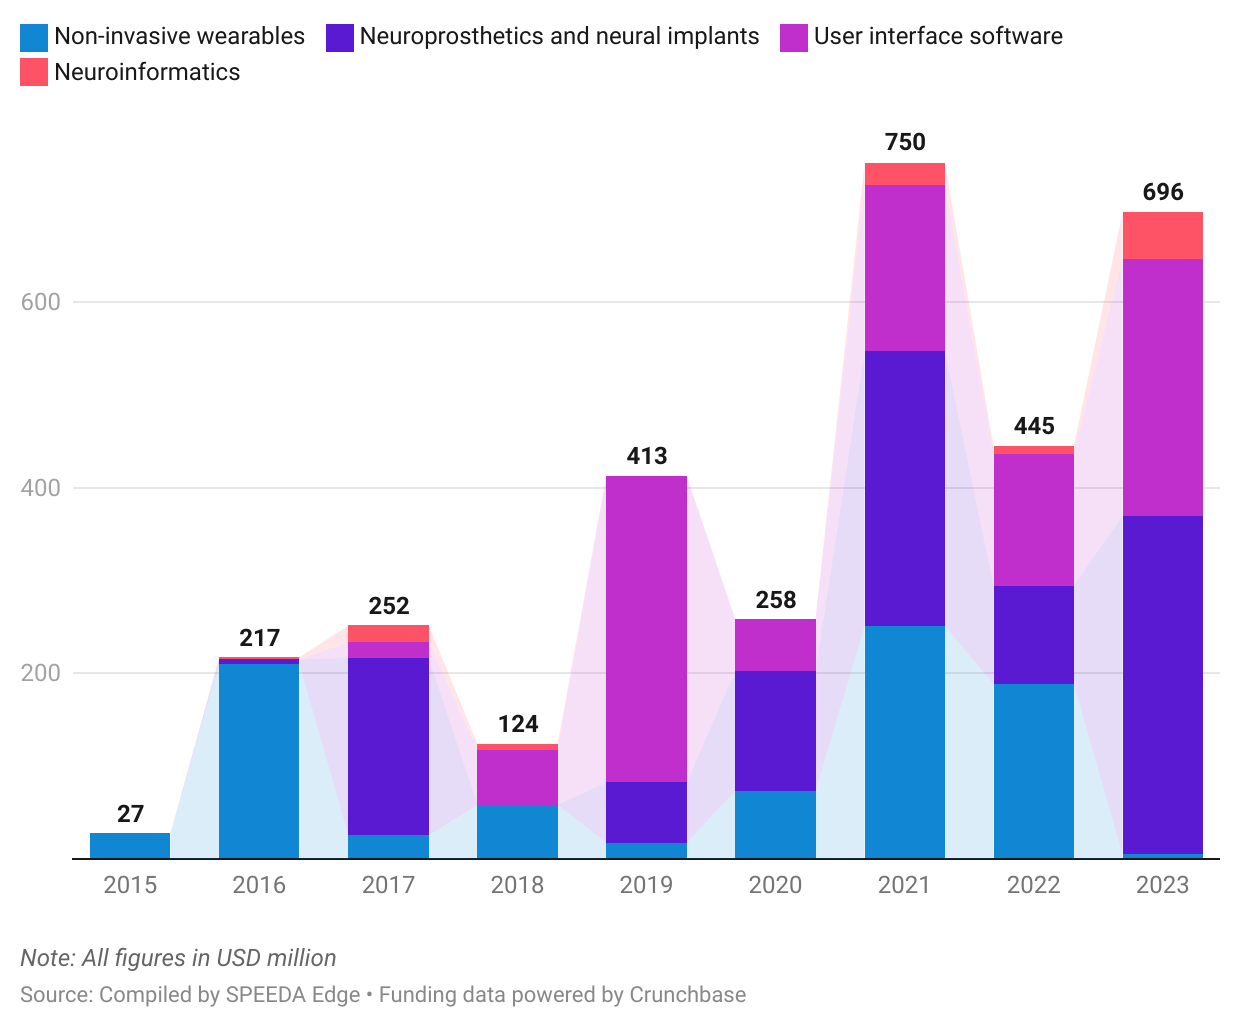 Non-invasive wearables Neuroprosthetics and neural implants User interface software
Neuroinformatics
750
696
600
445
413
400
258
252
217
200
124
27
2015 2016 2017 2018 2019 2020 2021 2022 2023
Note: All figures in USD million
Source: Compiled by SPEEDA Edge • Funding data powered by Crunchbase